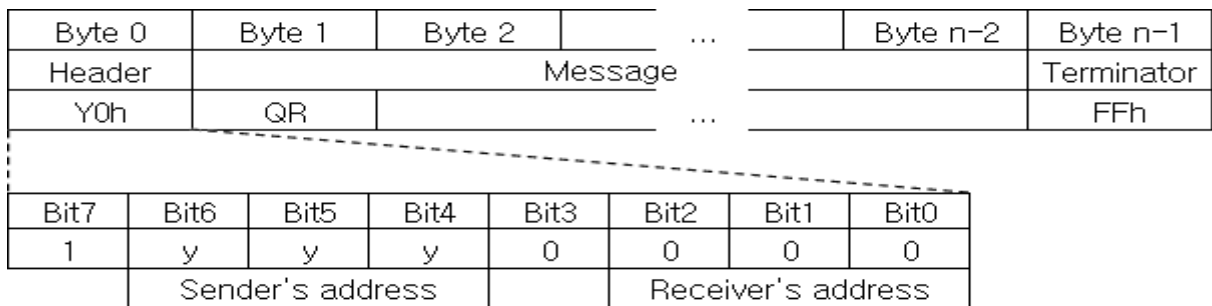 Byte 0 Byte 1 Byte 2 ... Byte n-2 Byte n-1
Header Message Terminator
Y0h QR ... FFh
Bit7 Bit6 Bit5 Bit4 Bit3 Bit2 Bit1 Bit0
1 y y y 0 0 0 0
Sender's address Receiver's address